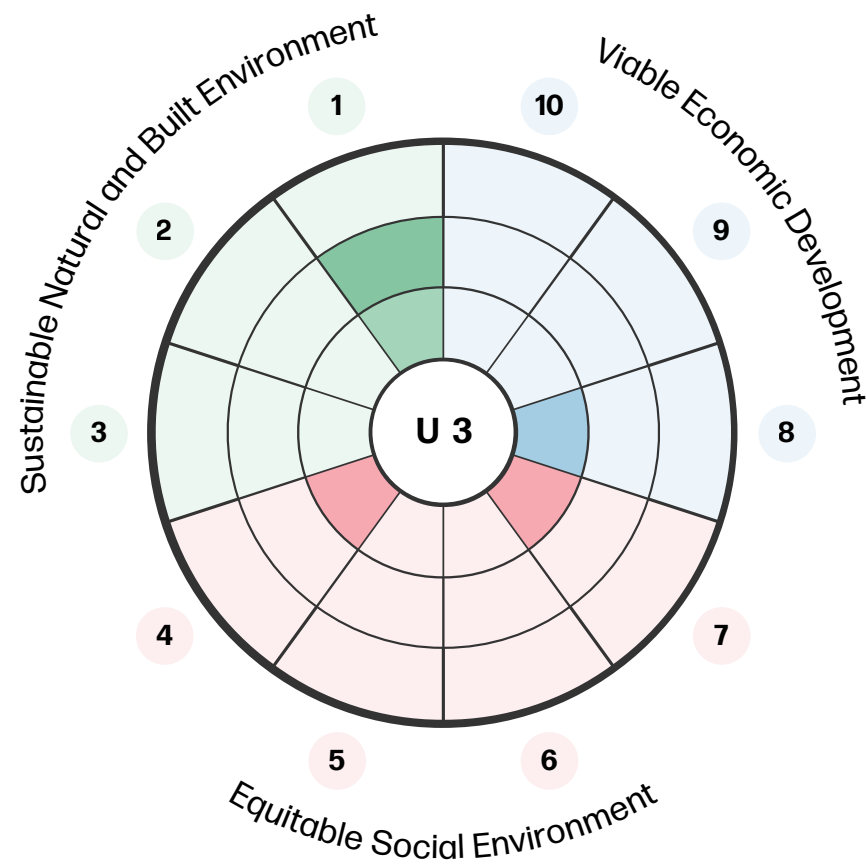 Sustainable Natural and Built Environment
Viable Economic Development
1
10
2
9
U 3
3
8
4
7
5
6
Equitable Social Environment